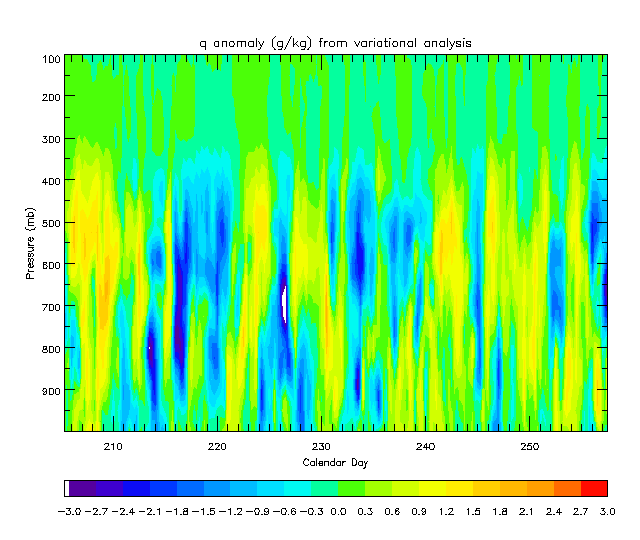 q anomaly (g/kg) from variational analysis
100
200
300
400
500
600
700
800
900
Pressure (mb)
210 220 230 240 250
Calendar Day
-3.0 -2.7 -2.4 -2.1 -1.8 -1.5 -1.2 -0.9 -0.6 -0.3 0.0 0.3 0.6 0.9 1.2 1.5 1.8 2.1 2.4 2.7 3.0